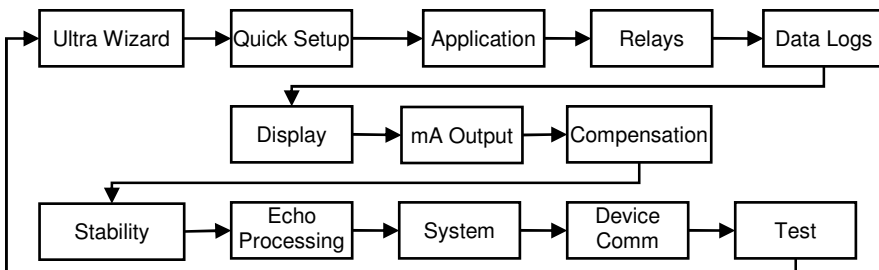 Ultra Wizard
Quick Setup
Application
Relays
Data Logs
Display
mA Output
Compensation
Stability
Echo
Processing
System
Device
Comm
Test